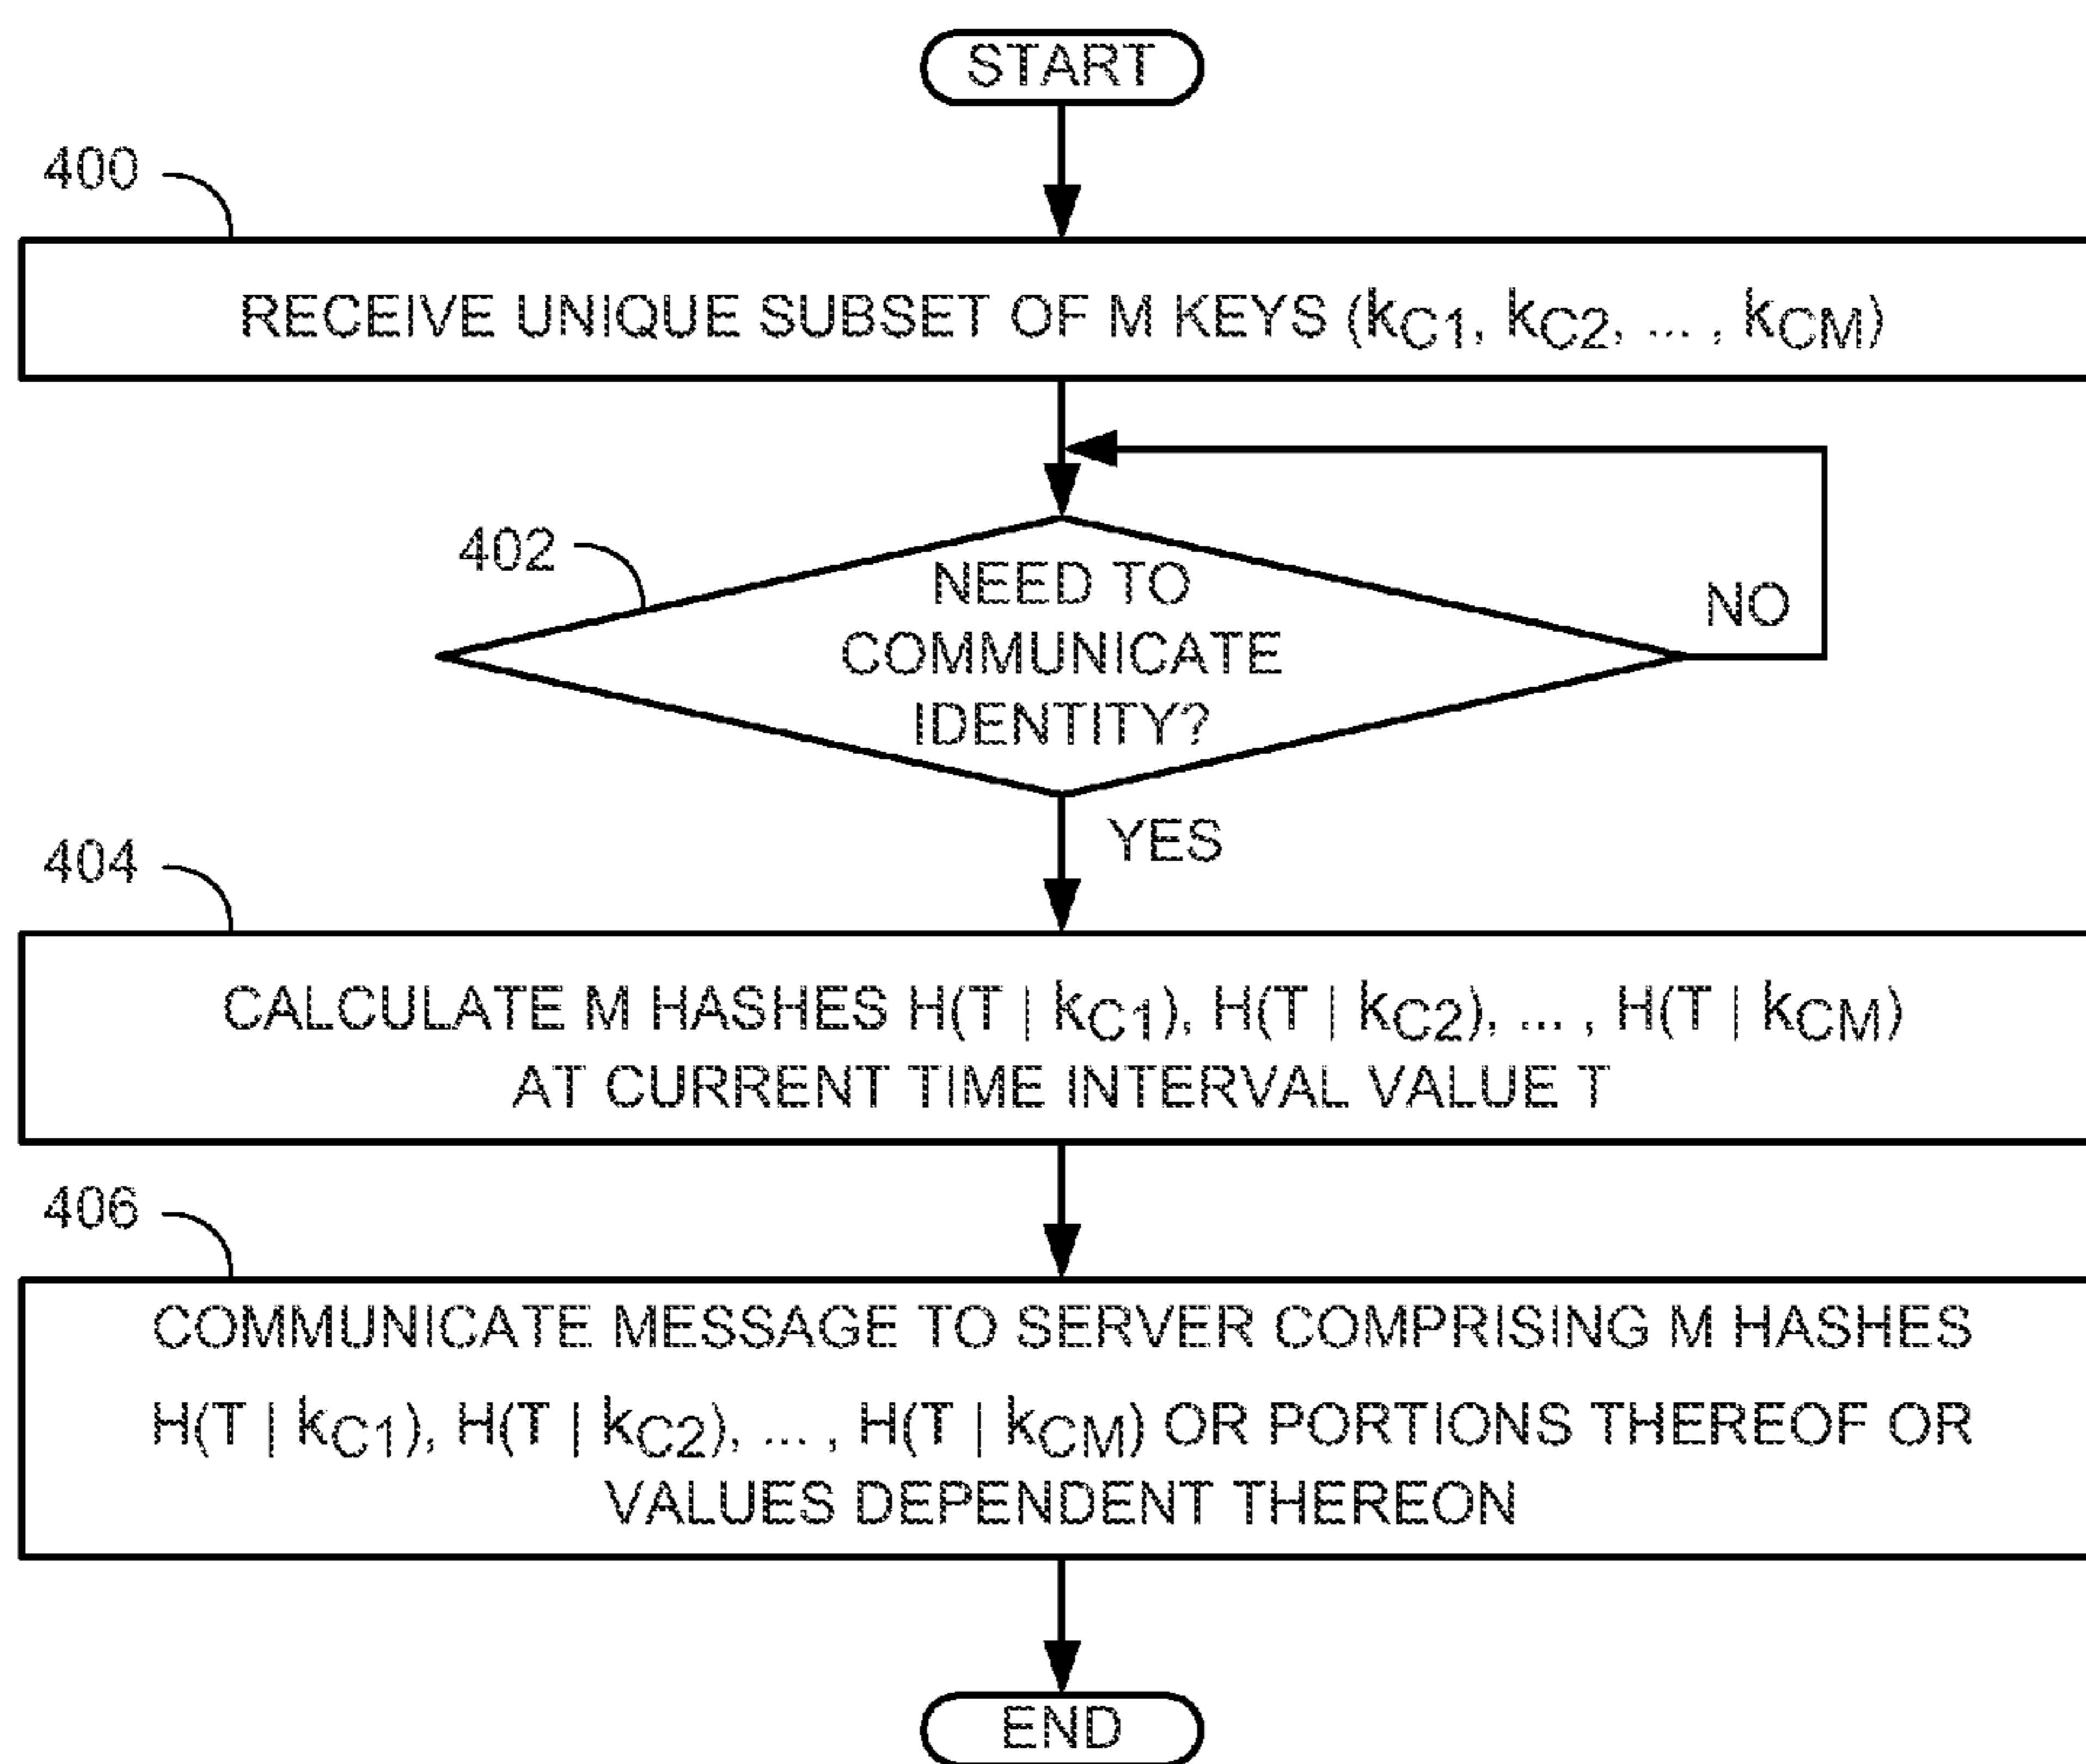 START
400
RECEIVE UNIQUE SUBSET OF M KEYS (kC1, kC2, ... , kCM)
402
NEED TO
COMMUNICATE
IDENTITY?
NO
YES
404
CALCULATE M HASHES H(T | kC1), H(T | kC2), ... , H(T | kCM)
AT CURRENT TIME INTERVAL VALUE T
406
COMMUNICATE MESSAGE TO SERVER COMPRISING M HASHES
H(T | kC1), H(T | kC2), ... , H(T | kCM) OR PORTIONS THEREOF OR
VALUES DEPENDENT THEREON
END